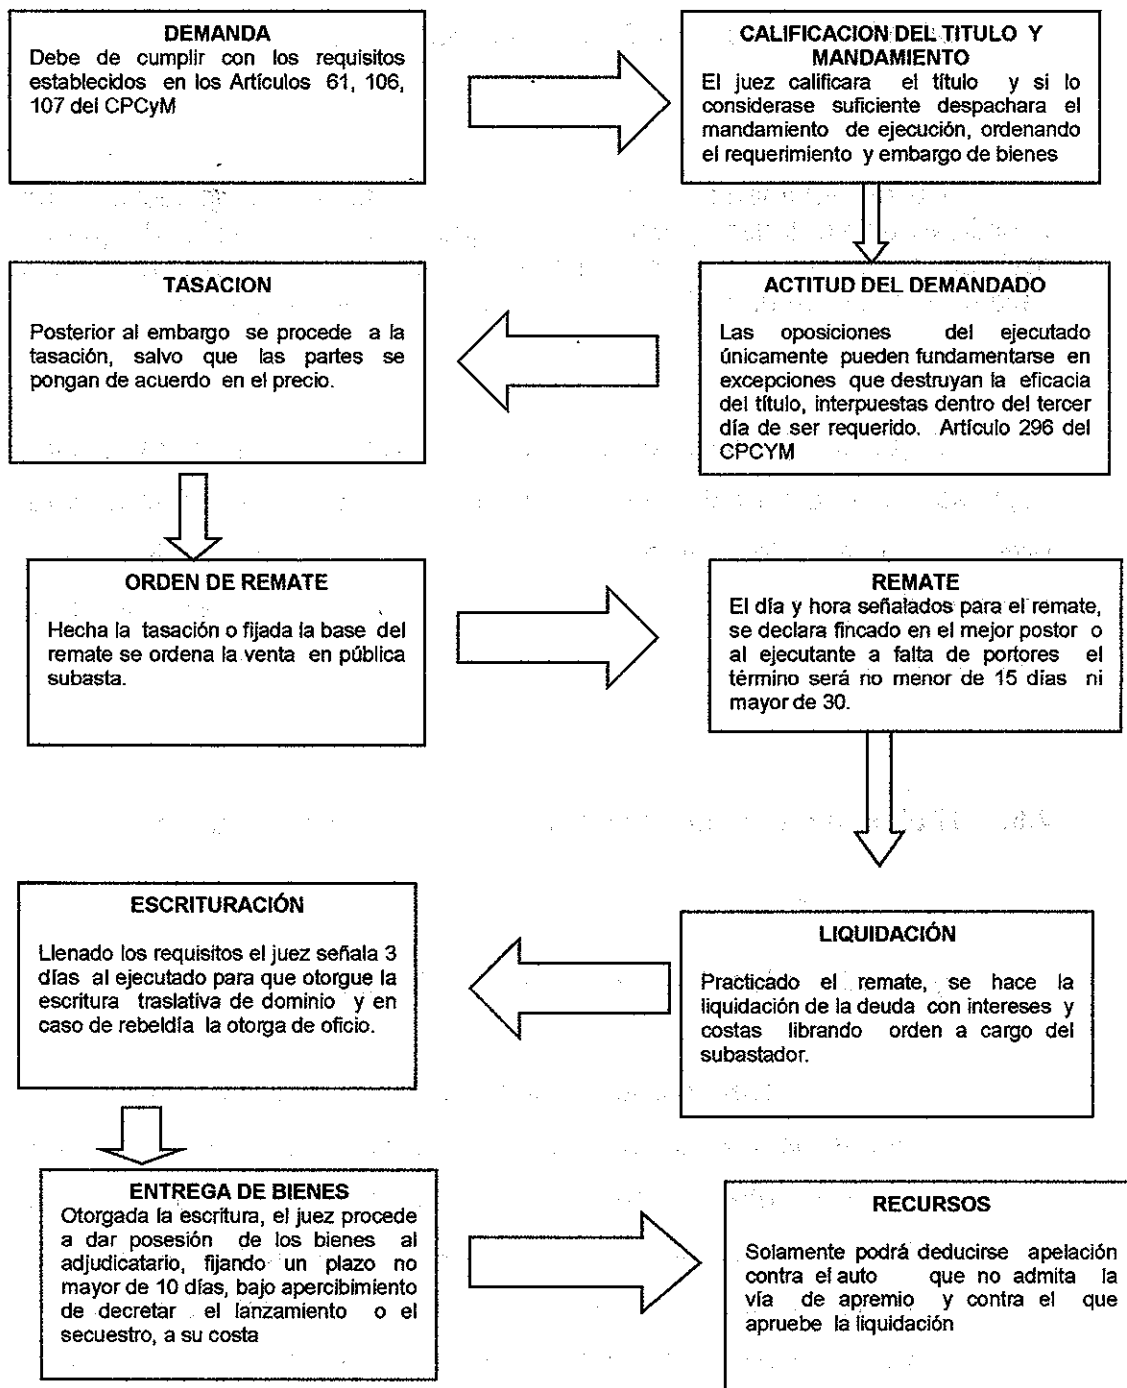 DEMANDA
Debe de cumplir con los requisitos
establecidos en los Artículos 61, 106,
107 del CPCyM
CALIFICACION DEL TITULO Y
MANDAMIENTO
El juez calificara el título y si lo
considerase suficiente despachara el
mandamiento de ejecución, ordenando
el requerimiento y embargo de bienes
ACTITUD DEL DEMANDADO
Las oposiciones del ejecutado
únicamente pueden fundamentarse en
excepciones que destruyan la eficacia
del título, interpuestas dentro del tercer
día de ser requerido. Artículo 296 del
CPCYM
TASACION
Posterior al embargo se procede a la
tasación, salvo que las partes se
pongan de acuerdo en el precio.
ORDEN DE REMATE
Hecha la tasación o fijada la base del
remate se ordena la venta en pública
subasta.
REMATE
El día y hora señalados para el remate,
se declara fincado en el mejor postor o
al ejecutante a falta de portores el
término será no menor de 15 días ni
mayor de 30.
LIQUIDACIÓN
Practicado el remate, se hace la
liquidación de la deuda con intereses y
costas librando orden a cargo del
subastador.
ESCRITURACIÓN
Llenado los requisitos el juez señala 3
días al ejecutado para que otorgue la
escritura traslativa de dominio y en
caso de rebeldía la otorga de oficio.
ENTREGA DE BIENES
Otorgada la escritura, el juez procede
a dar posesión de los bienes al
adjudicatario, fijando un plazo no
mayor de 10 días, bajo apercibimiento
de decretar el lanzamiento o el
secuestro, a su costa
RECURSOS
Solamente podrá deducirse apelación
contra el auto que no admita la
vía de apremio y contra el que
apruebe la liquidación